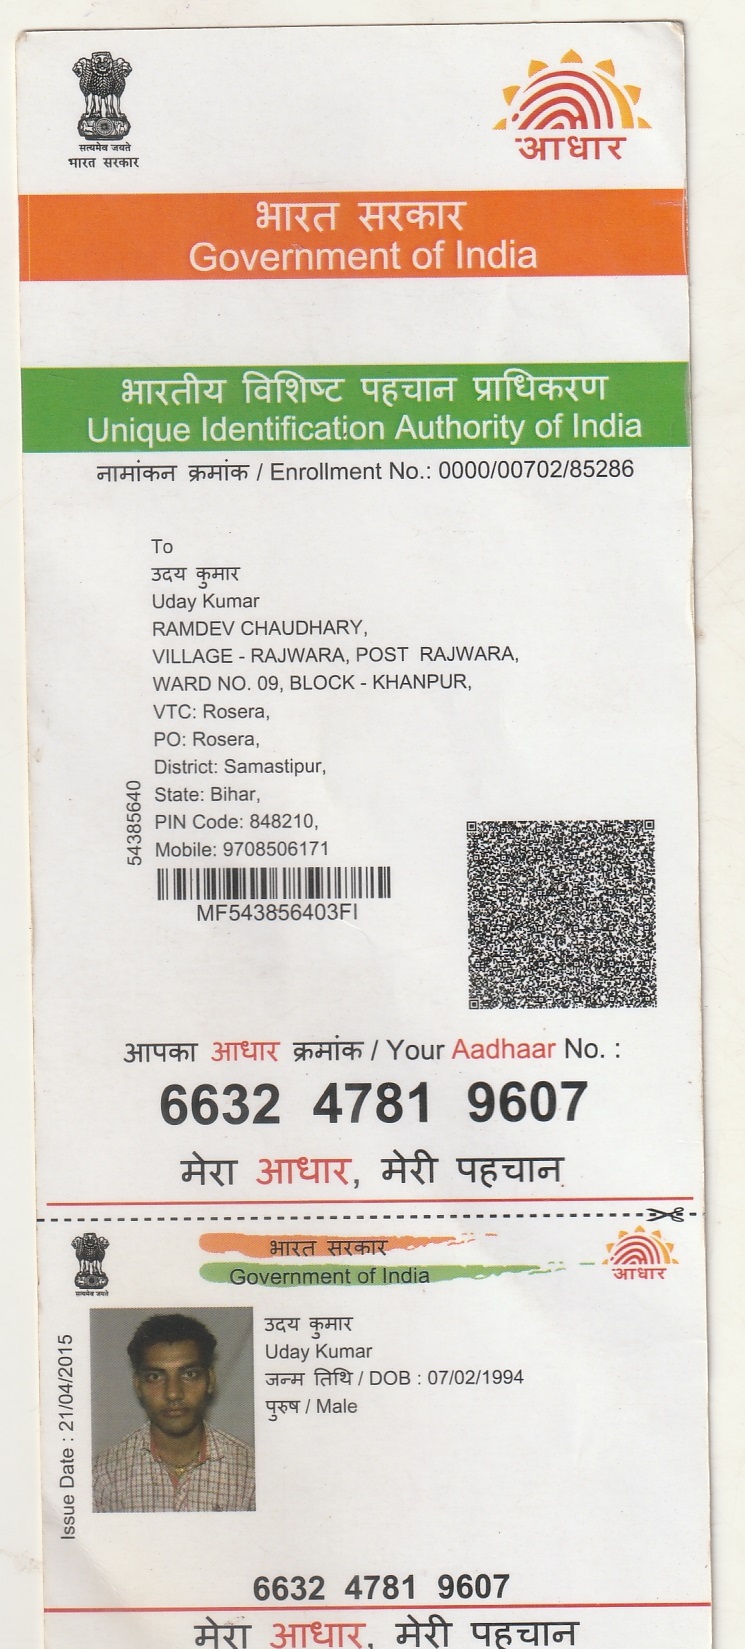 सत्यमेव जयते
भारत सरकार
आधार
भारत सरकार
Government of India
भारतीय विशिष्ट पहचान प्राधिकरण
Unique Identification Authority of India
नामांकन क्रमांक / Enrollment No.: 0000/00702/85286
To
उदय कुमार
Uday Kumar
RAMDEV CHAUDHARY,
VILLAGE - RAJWARA, POST RAJWARA,
WARD NO. 09, BLOCK - KHANPUR,
VTC: Rosera,
PO: Rosera,
District: Samastipur,
State: Bihar,
PIN Code: 848210,
Mobile: 9708506171
54385640
MF543856403FI
आपका आधार क्रमांक / Your Aadhaar No. :
6632 4781 9607
मेरा आधार, मेरी पहचान
भारत सरकार
Government of India
सत्यमेव जयते
आधार
उदय कुमार
Uday Kumar
जन्म तिथि / DOB : 07/02/1994
पुरुष / Male
Issue Date : 21/04/2015
6632 4781 9607
मेरा आधार, मेरी पहचान